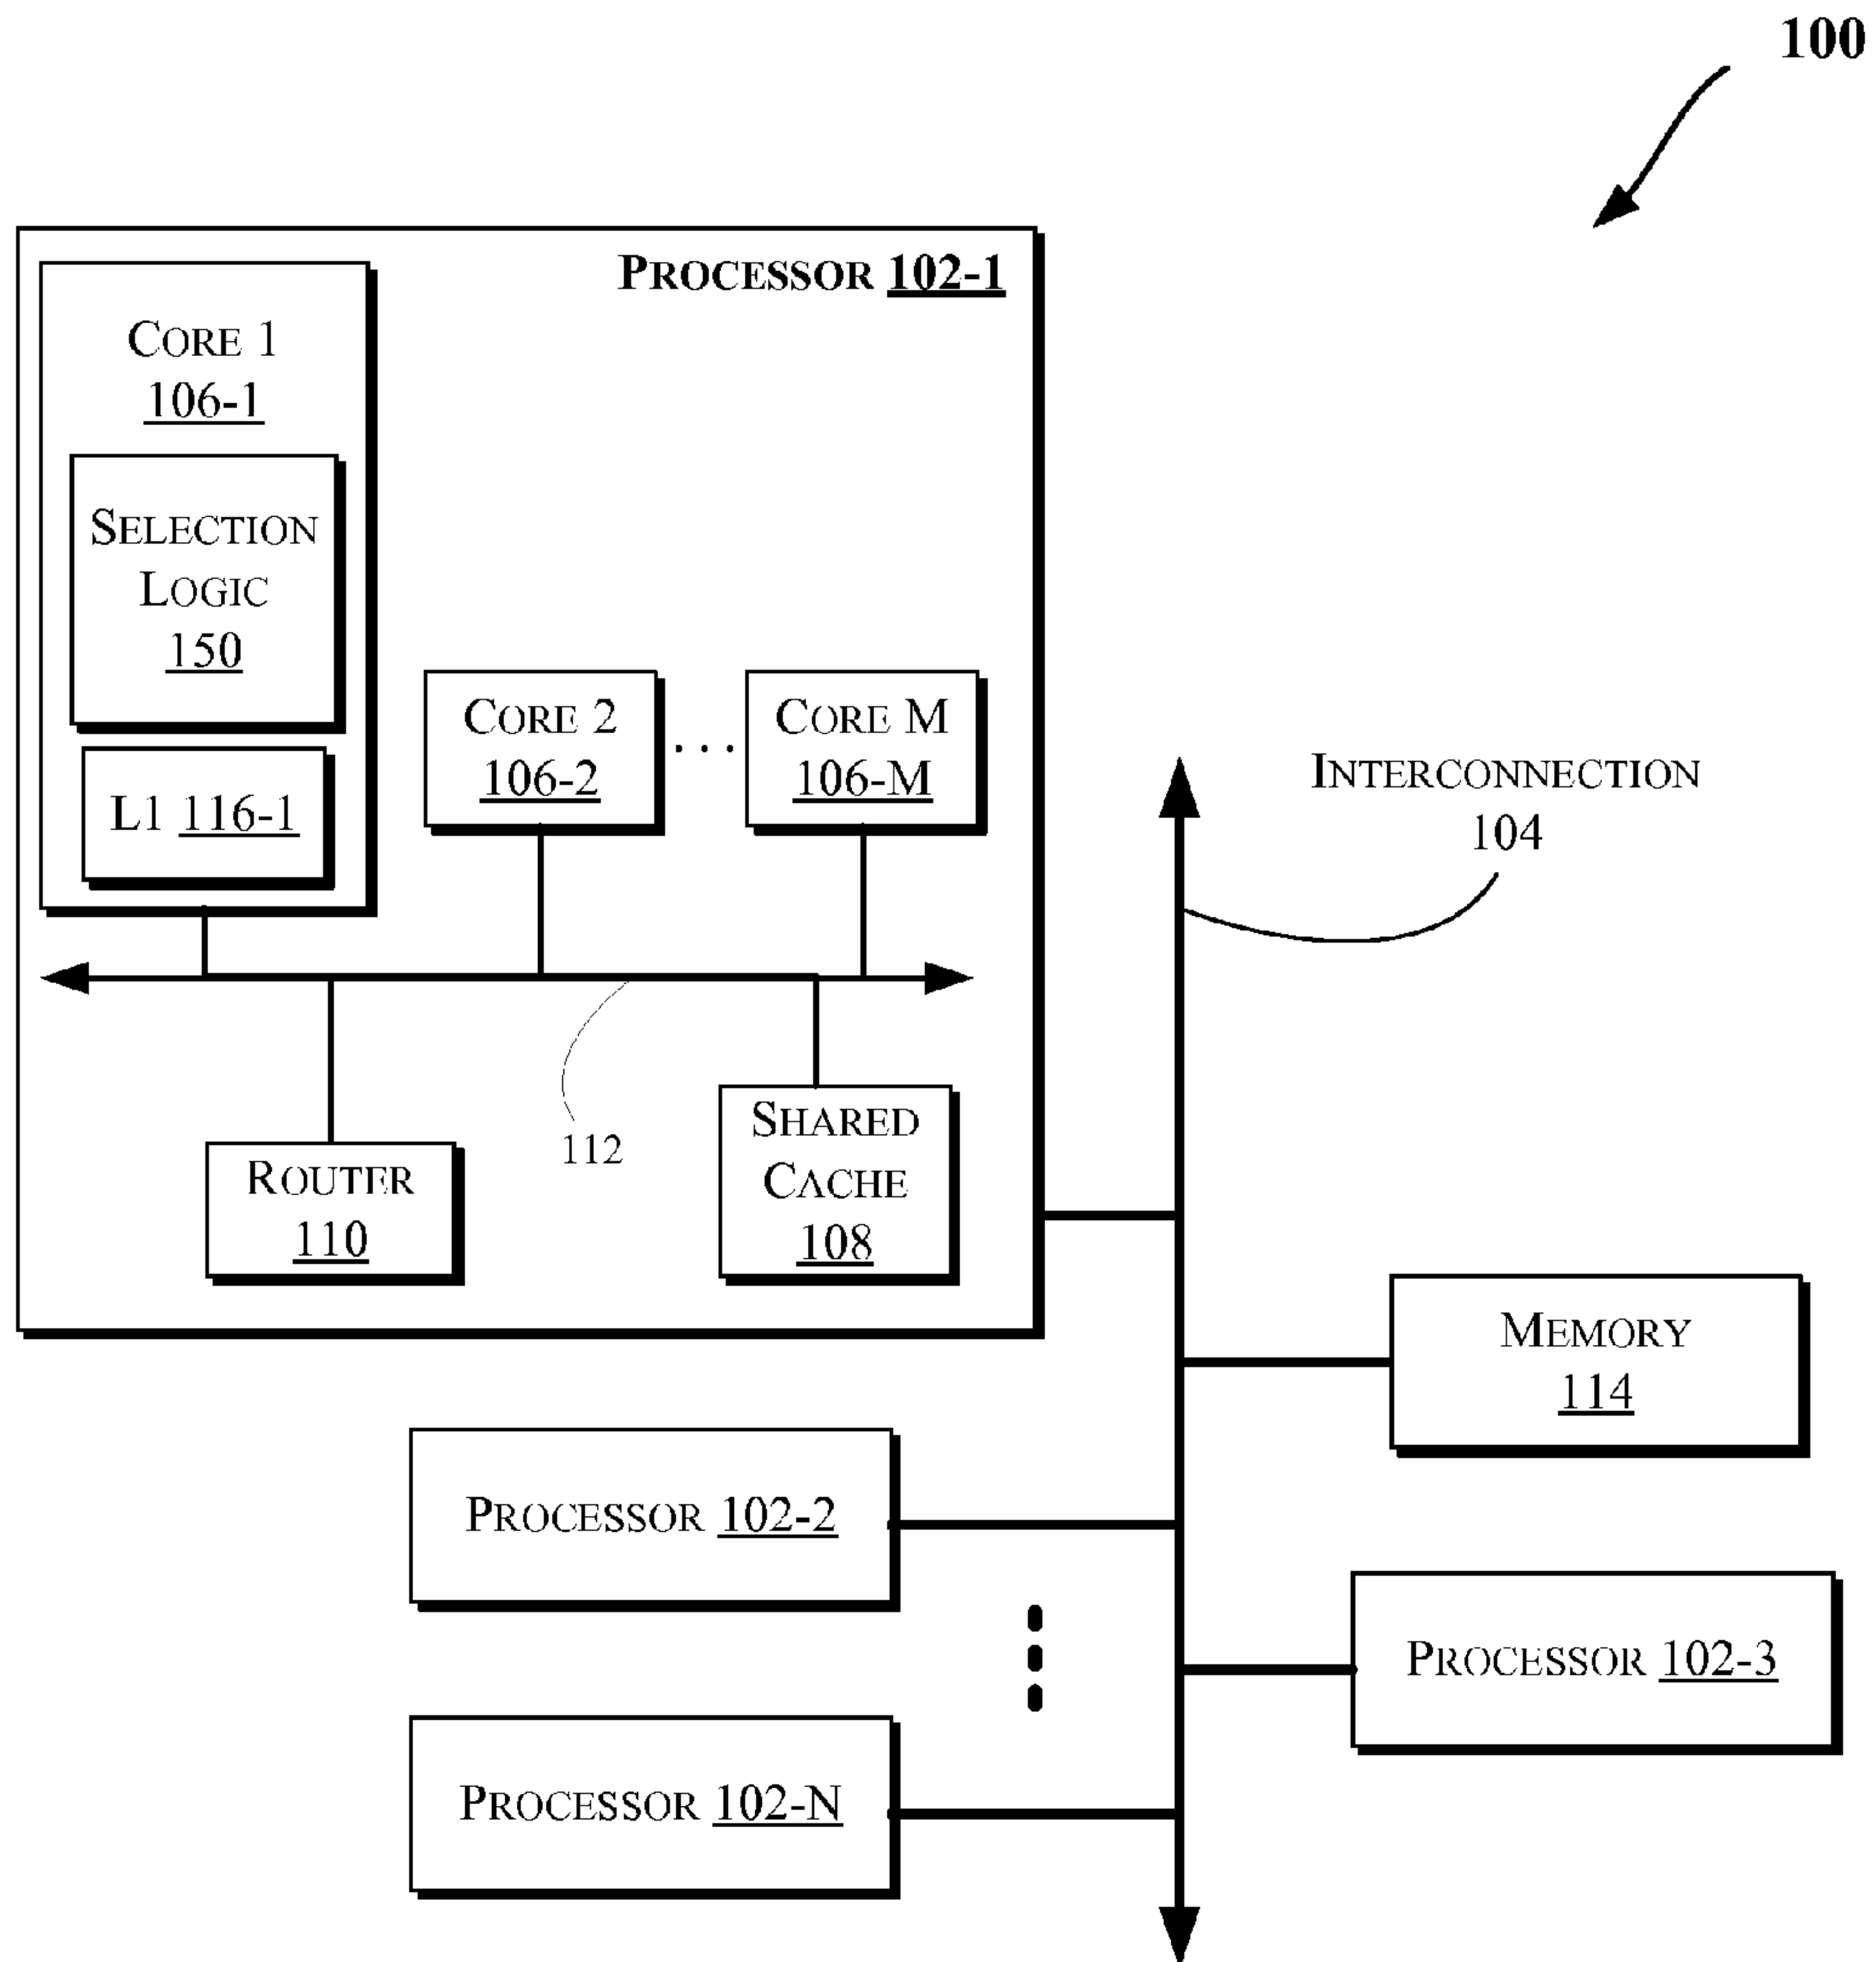 100
PROCESSOR 102-1
CORE 1
106-1
SELECTION
LOGIC
150
L1 116-1
CORE 2
106-2
...
CORE M
106-M
INTERCONNECTION
104
112
ROUTER
110
SHARED
CACHE
108
MEMORY
114
PROCESSOR 102-2
PROCESSOR 102-3
PROCESSOR 102-N